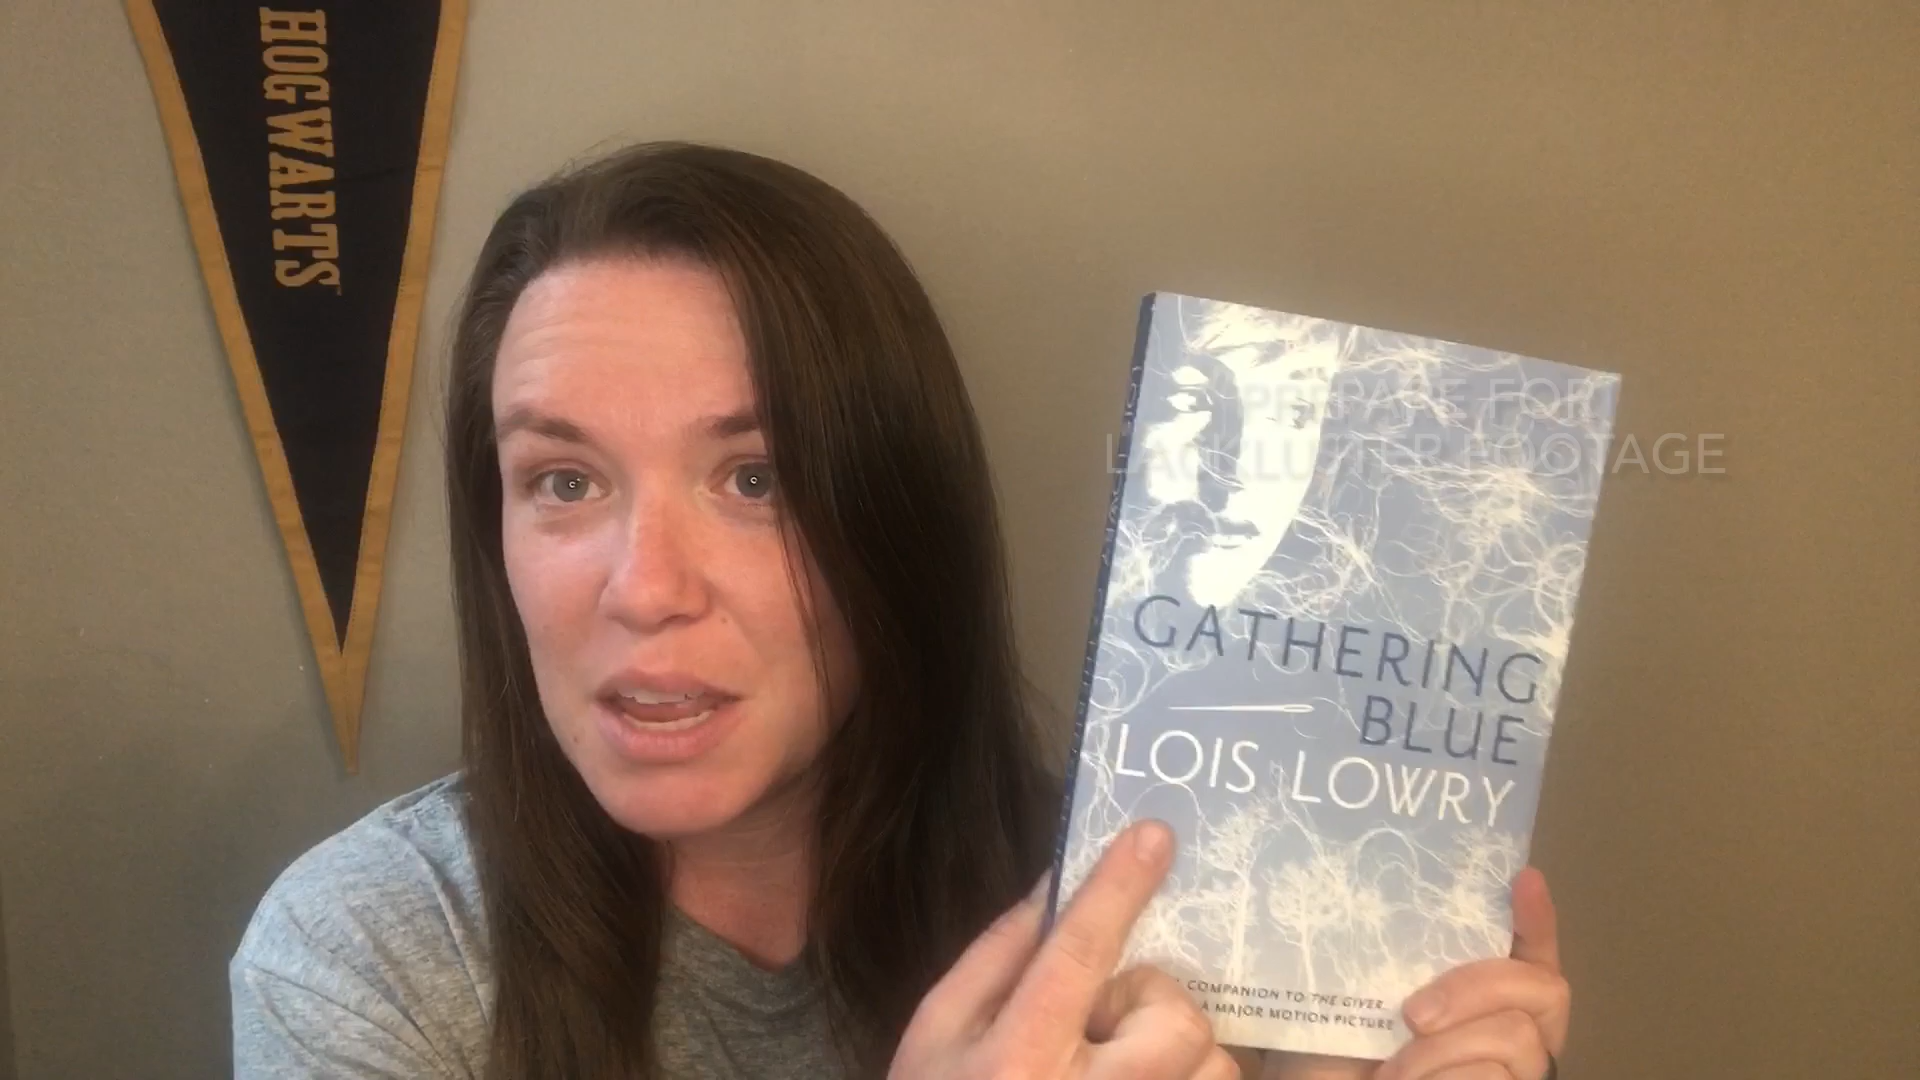 HOGWARTS
PREPARE FOR
LACKLUSTER FOOTAGE
GATHERING
BLUE
LOIS LOWRY
COMPANION TO THE GIVER...
A MAJOR MOTION PICTURE